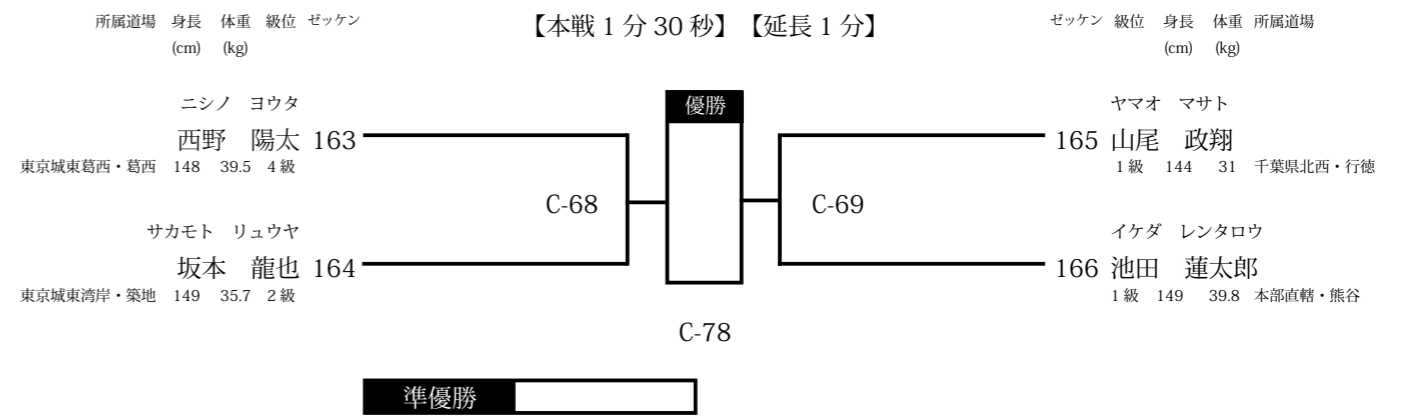 所属道場 身長 体重 級位 ゼッケン
(cm) (kg)
【本戦 1 分 30 秒】【延長 1 分】
ゼッケン 級位 身長 体重 所属道場
(cm) (kg)
ニシノ ヨウタ
西野 陽太 163
東京城東葛西・葛西 148 39.5 4 級
サカモト リュウヤ
坂本 龍也 164
東京城東湾岸・築地 149 35.7 2 級
C-68
優勝
C-69
C-78
ヤマオ マサト
165 山尾 政翔
1 級 144 31 千葉県北西・行徳
イケダ レンタロウ
166 池田 蓮太郎
1 級 149 39.8 本部直轄・熊谷
準優勝